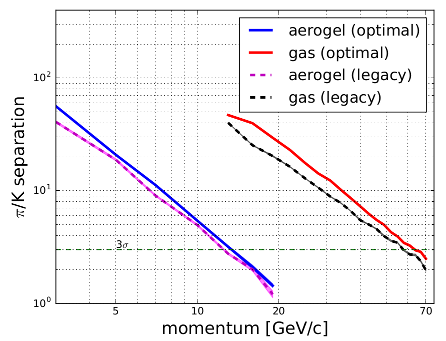 aerogel (optimal)
gas (optimal)
aerogel (legacy)
gas (legacy)
10²
10¹
10⁰
π/K separation
3σ
5 10 20 70
momentum [GeV/c]